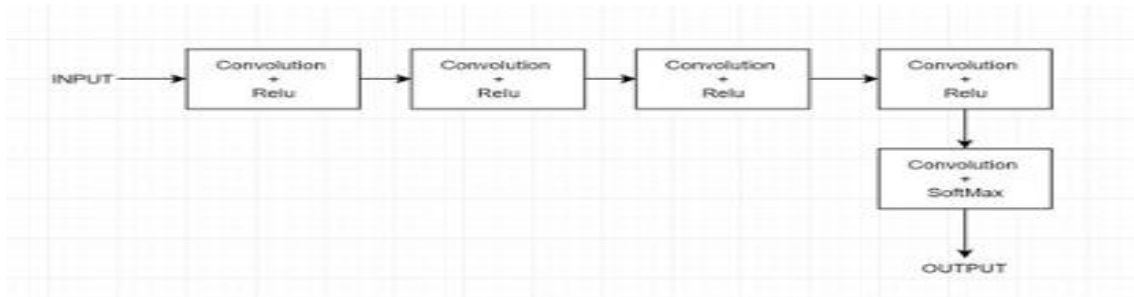 INPUT
Convolution
+
Relu
Convolution
+
Relu
Convolution
+
Relu
Convolution
+
Relu
Convolution
+
SoftMax
OUTPUT